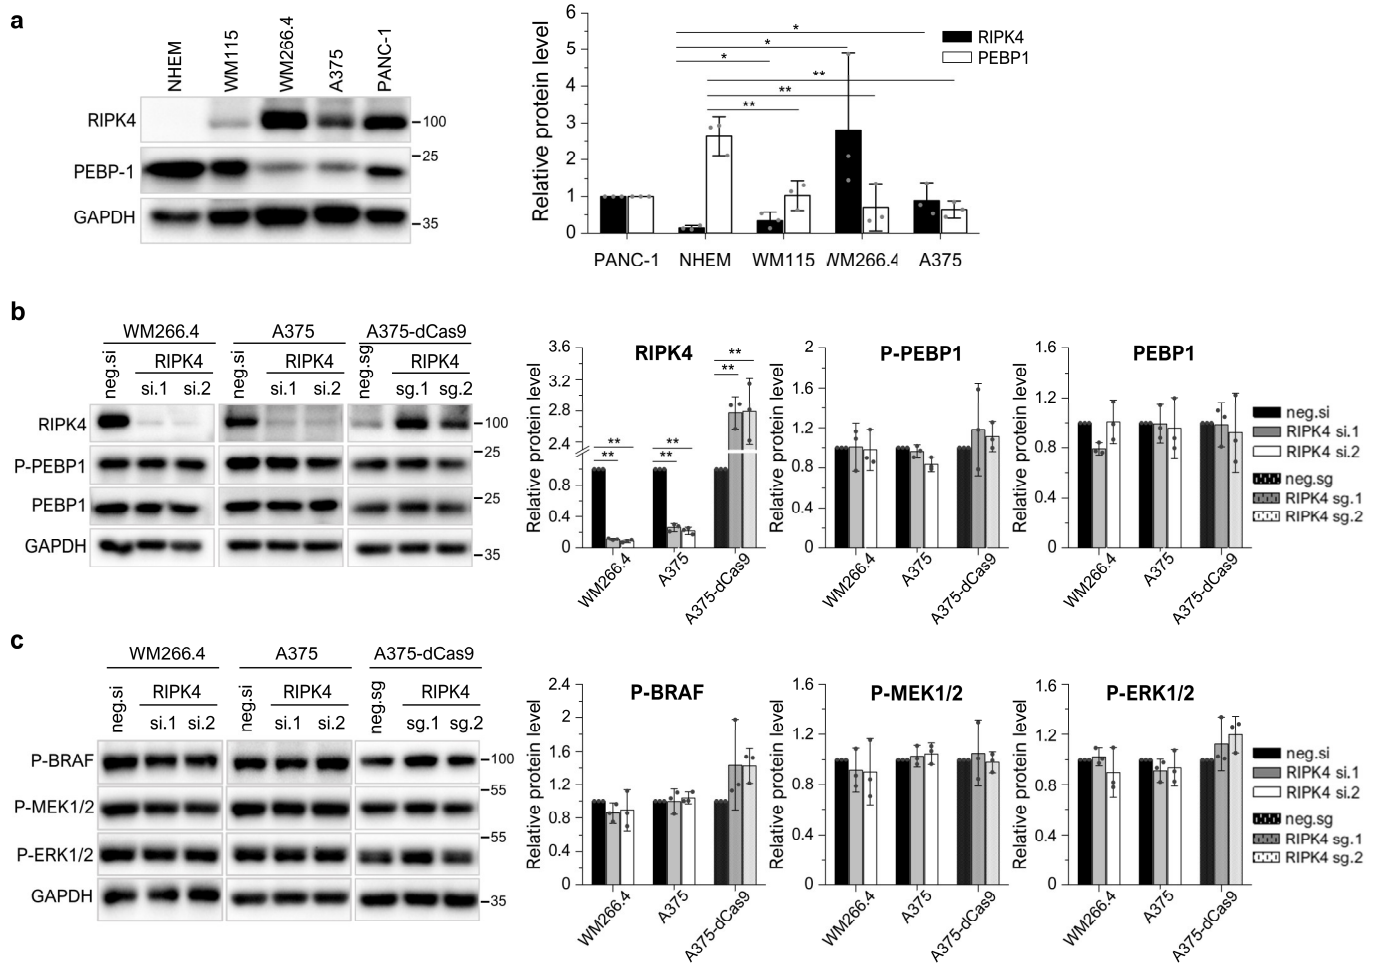 a
NHEM
WM115
WM266.4
A375
PANC-1
RIPK4
100
25
PEBP-1
GAPDH
35
Relative protein level
6
5
4
3
2
1
0
*
*
*
**
**
**
RIPK4
PEBP1
PANC-1
NHEM
WM115
WM266.4
A375
b
WM266.4
A375
A375-dCas9
neg.si
RIPK4
si.1 si.2
neg.si
RIPK4
si.1 si.2
neg.sg
RIPK4
sg.1 sg.2
RIPK4
100
25
P-PEBP1
25
PEBP1
GAPDH
35
RIPK4
Relative protein level
3.6
3.2
2.8
2.4
0.8
0.4
0
** ** ** ** ** **
WM266.4
A375
A375-dCas9
P-PEBP1
Relative protein level
2
1.6
1.2
0.8
0.4
0
WM266.4
A375
A375-dCas9
PEBP1
Relative protein level
1.6
1.2
0.8
0.4
0
WM266.4
A375
A375-dCas9
neg.si
RIPK4 si.1
RIPK4 si.2
neg.sg
RIPK4 sg.1
RIPK4 sg.2
c
WM266.4
A375
A375-dCas9
neg.si
RIPK4
si.1 si.2
neg.si
RIPK4
si.1 si.2
neg.sg
RIPK4
sg.1 sg.2
P-BRAF
100
55
P-MEK1/2
55
P-ERK1/2
GAPDH
35
P-BRAF
Relative protein level
2.4
2
1.6
1.2
0.8
0.4
0
WM266.4
A375
A375-dCas9
P-MEK1/2
Relative protein level
1.6
1.2
0.8
0.4
0
WM266.4
A375
A375-dCas9
P-ERK1/2
Relative protein level
1.6
1.2
0.8
0.4
0
WM266.4
A375
A375-dCas9
neg.si
RIPK4 si.1
RIPK4 si.2
neg.sg
RIPK4 sg.1
RIPK4 sg.2